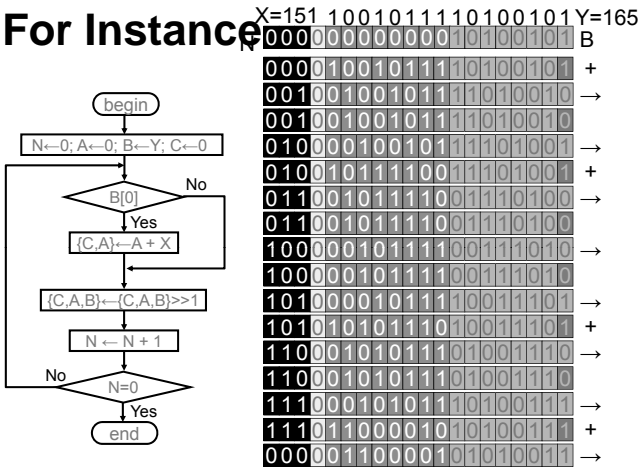 For Instance
X=151 10010111 10100101 Y=165
N 000 0 00000000 10100101 B
000 0 10010111 10100101 +
001 0 01001011 11010010 →
001 0 01001011 11010010
010 0 00100101 11101001 →
010 0 10111100 11101001 +
011 0 01011110 01110100 →
011 0 01011110 01110100
100 0 00101111 00111010 →
100 0 00101111 00111010
101 0 00010111 10011101 →
101 0 10101110 10011101 +
110 0 01010111 01001110 →
110 0 01010111 01001110
111 0 00101011 10100111 →
111 0 11000010 10100111 +
000 0 01100001 01010011 →
begin
N←0; A←0; B←Y; C←0
B[0]
No
Yes
{C,A}←A + X
{C,A,B}←{C,A,B}>>1
N ← N + 1
No
N=0
Yes
end